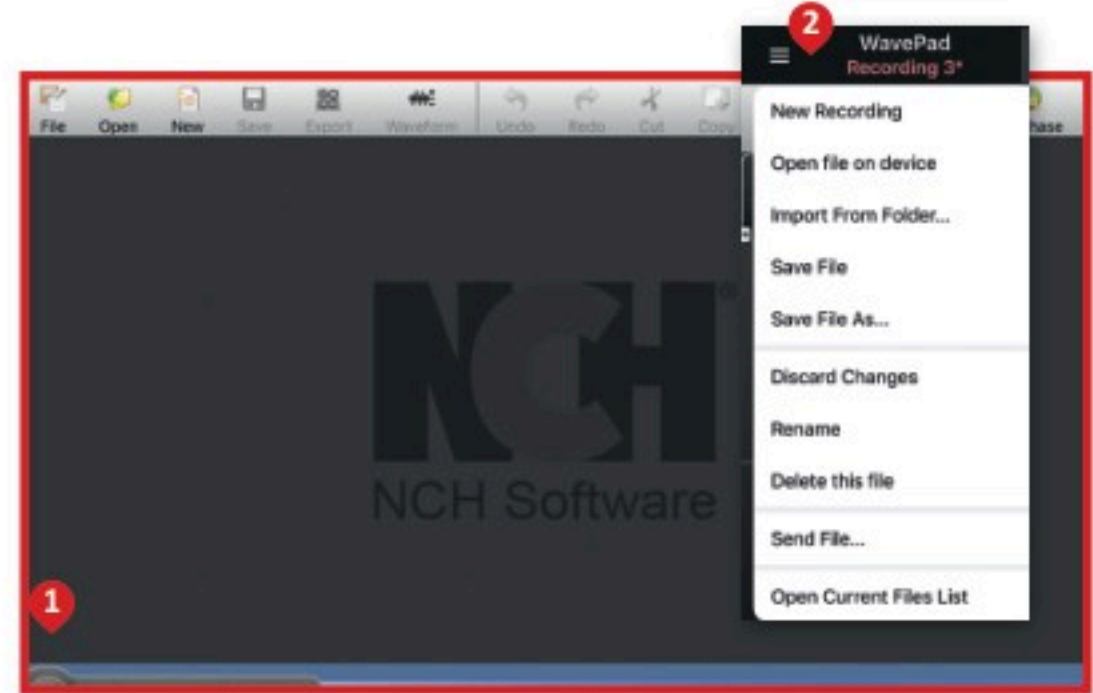 2
WavePad
Recording 3*
File Open New Save Export Waveform Undo Redo Cut Copy
New Recording
Open file on device
Import From Folder...
Save File
Save File As...
Discard Changes
Rename
Delete this file
Send File...
Open Current Files List
NCH ®
NCH Software
1